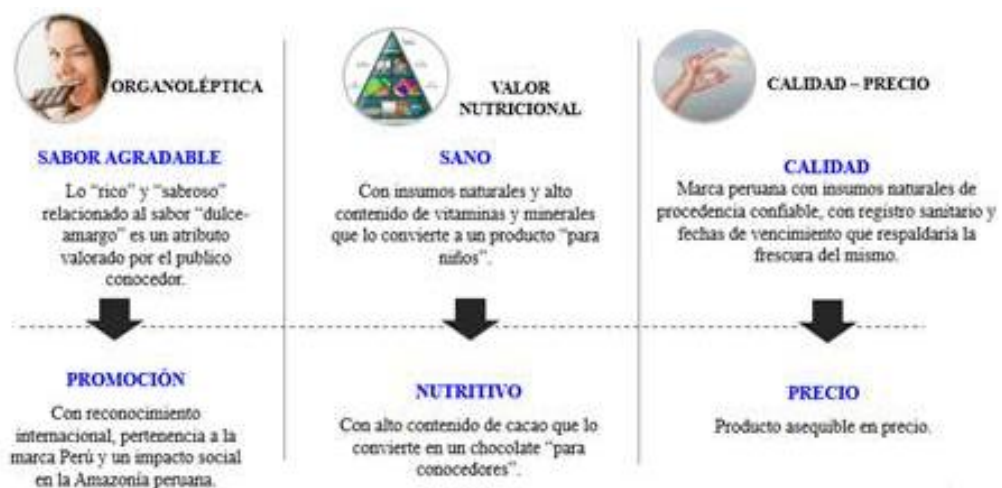 ORGANOLÉPTICA
SABOR AGRADABLE
Lo “rico” y “sabroso”
relacionado al sabor “dulce-
amargo” es un atributo
valorado por el publico
conocedor.
PROMOCIÓN
Con reconocimiento
internacional, pertenencia a la
marca Perú y un impacto social
en la Amazonía peruana.
VALOR
NUTRICIONAL
SANO
Con insumos naturales y alto
contenido de vitaminas y minerales
que lo convierte a un producto “para
niños”.
NUTRITIVO
Con alto contenido de cacao que lo
convierte en un chocolate “para
conocedores”.
CALIDAD – PRECIO
CALIDAD
Marca peruana con insumos naturales de
procedencia confiable, con registro sanitario y
fechas de vencimiento que respaldaría la
frescura del mismo.
PRECIO
Producto asequible en precio.